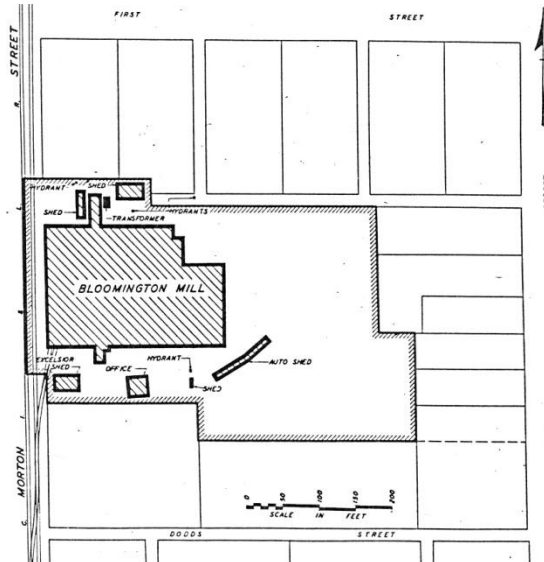 FIRST STREET
STREET
MORTON
R.
L.
&
I
C.
HYDRANT
SHED
SHED
TRANSFORMER
HYDRANTS
BLOOMINGTON MILL
EXCELSIOR
SHED
OFFICE
HYDRANT
SHED
AUTO SHED
0 50 100 150 200
SCALE IN FEET
DODDS STREET